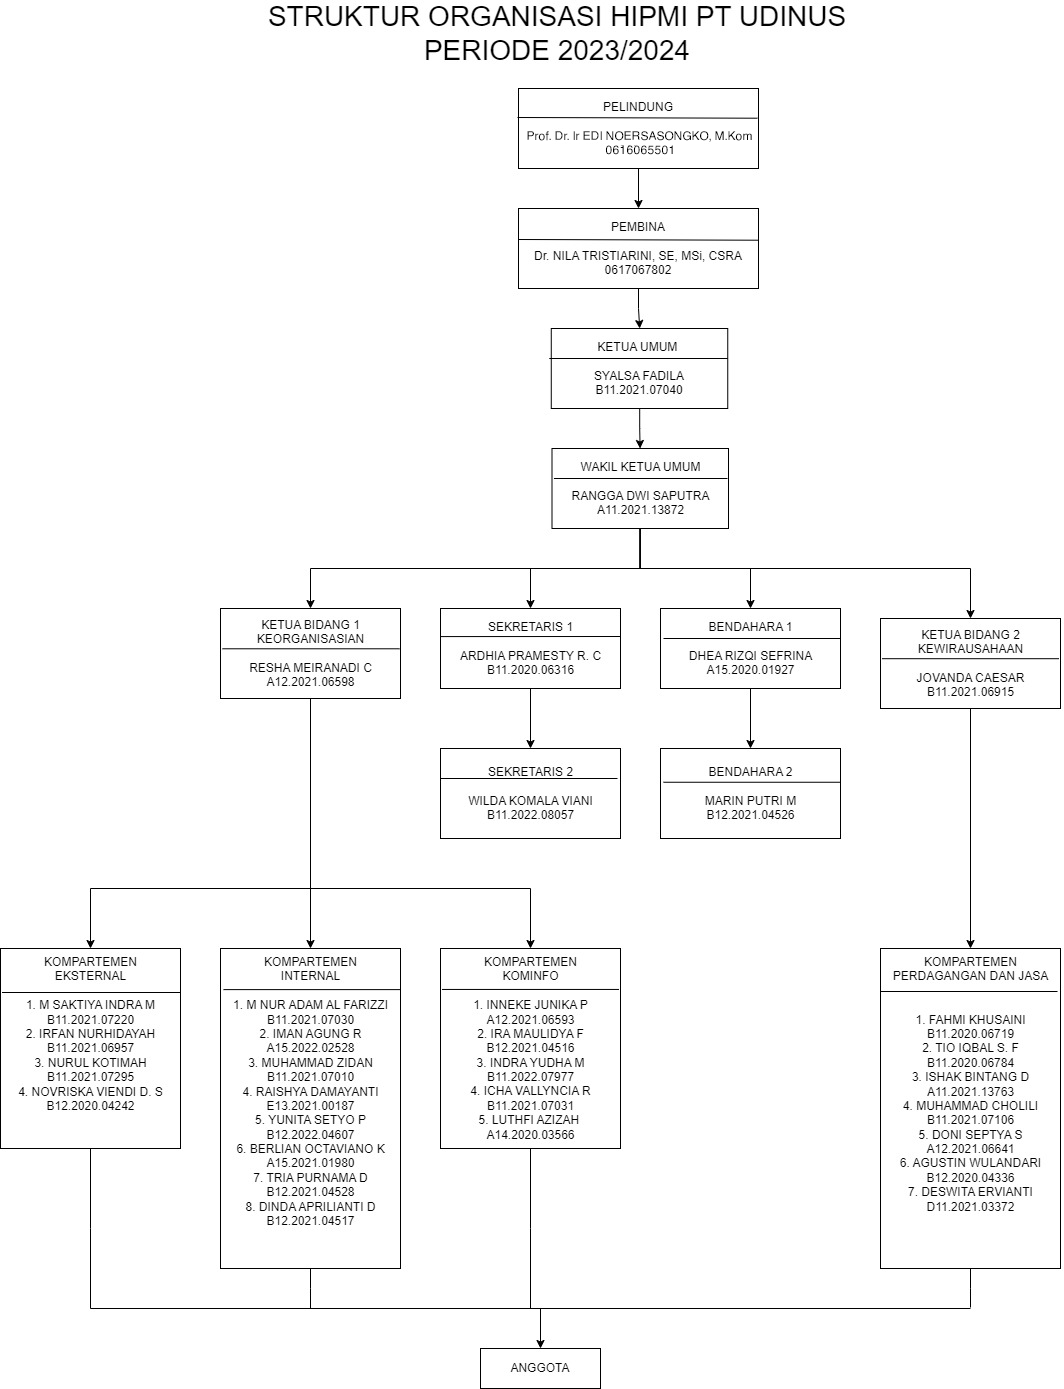 STRUKTUR ORGANISASI HIPMI PT UDINUS
PERIODE 2023/2024
PELINDUNG
Prof. Dr. Ir EDI NOERSASONGKO, M.Kom
0616065501
PEMBINA
Dr. NILA TRISTIARINI, SE, MSi, CSRA
0617067802
KETUA UMUM
SYALSA FADILA
B11.2021.07040
WAKIL KETUA UMUM
RANGGA DWI SAPUTRA
A11.2021.13872
KETUA BIDANG 1
KEORGANISASIAN
RESHA MEIRANADI C
A12.2021.06598
SEKRETARIS 1
ARDHIA PRAMESTY R. C
B11.2020.06316
BENDAHARA 1
DHEA RIZQI SEFRINA
A15.2020.01927
KETUA BIDANG 2
KEWIRAUSAHAAN
JOVANDA CAESAR
B11.2021.06915
SEKRETARIS 2
WILDA KOMALA VIANI
B11.2022.08057
BENDAHARA 2
MARIN PUTRI M
B12.2021.04526
KOMPARTEMEN
EKSTERNAL
1. M SAKTIYA INDRA M
B11.2021.07220
2. IRFAN NURHIDAYAH
B11.2021.06957
3. NURUL KOTIMAH
B11.2021.07295
4. NOVRISKA VIENDI D. S
B12.2020.04242
KOMPARTEMEN
INTERNAL
1. M NUR ADAM AL FARIZZI
B11.2021.07030
2. IMAN AGUNG R
A15.2022.02528
3. MUHAMMAD ZIDAN
B11.2021.07010
4. RAISHYA DAMAYANTI
E13.2021.00187
5. YUNITA SETYO P
B12.2022.04607
6. BERLIAN OCTAVIANO K
A15.2021.01980
7. TRIA PURNAMA D
B12.2021.04528
8. DINDA APRILIANTI D
B12.2021.04517
KOMPARTEMEN
KOMINFO
1. INNEKE JUNIKA P
A12.2021.06593
2. IRA MAULIDYA F
B12.2021.04516
3. INDRA YUDHA M
B11.2022.07977
4. ICHA VALLYNCIA R
B11.2021.07031
5. LUTHFI AZIZAH
A14.2020.03566
KOMPARTEMEN
PERDAGANGAN DAN JASA
1. FAHMI KHUSAINI
B11.2020.06719
2. TIO IQBAL S. F
B11.2020.06784
3. ISHAK BINTANG D
A11.2021.13763
4. MUHAMMAD CHOLILI
B11.2021.07106
5. DONI SEPTYA S
A12.2021.06641
6. AGUSTIN WULANDARI
B12.2020.04336
7. DESWITA ERVIANTI
D11.2021.03372
ANGGOTA